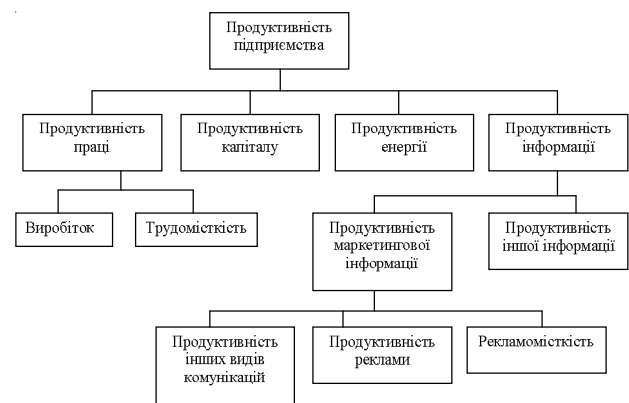 Продуктивність
підприємства
Продуктивність
праці
Продуктивність
капіталу
Продуктивність
енергії
Продуктивність
інформації
Виробіток
Трудомісткість
Продуктивність
маркетингової
інформації
Продуктивність
іншої інформації
Продуктивність
інших видів
комунікацій
Продуктивність
реклами
Рекламомісткість